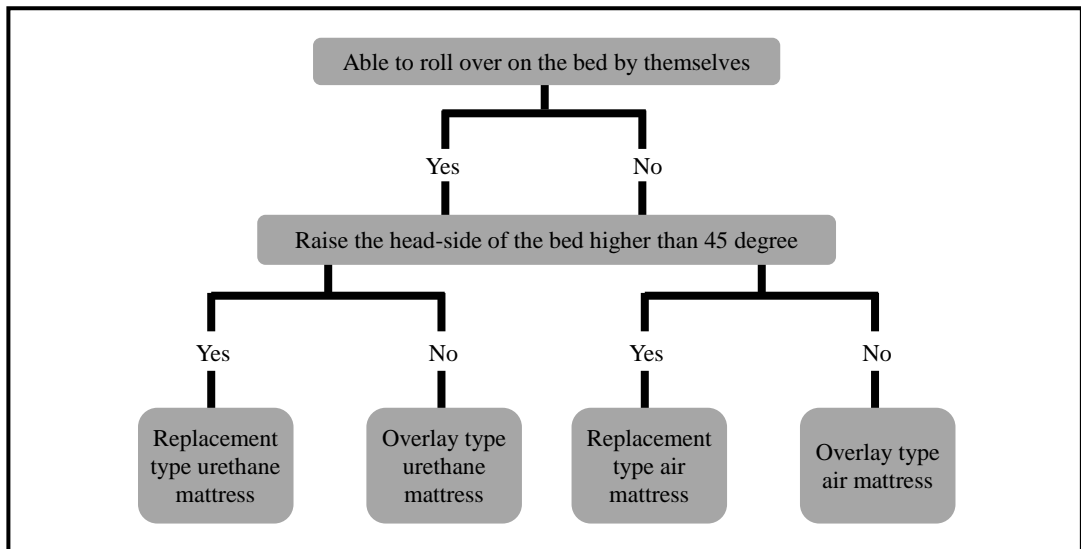 Able to roll over on the bed by themselves
Yes
No
Raise the head-side of the bed higher than 45 degree
Yes
No
Yes
No
Replacement
type urethane
mattress
Overlay type
urethane
mattress
Replacement
type air
mattress
Overlay type
air mattress